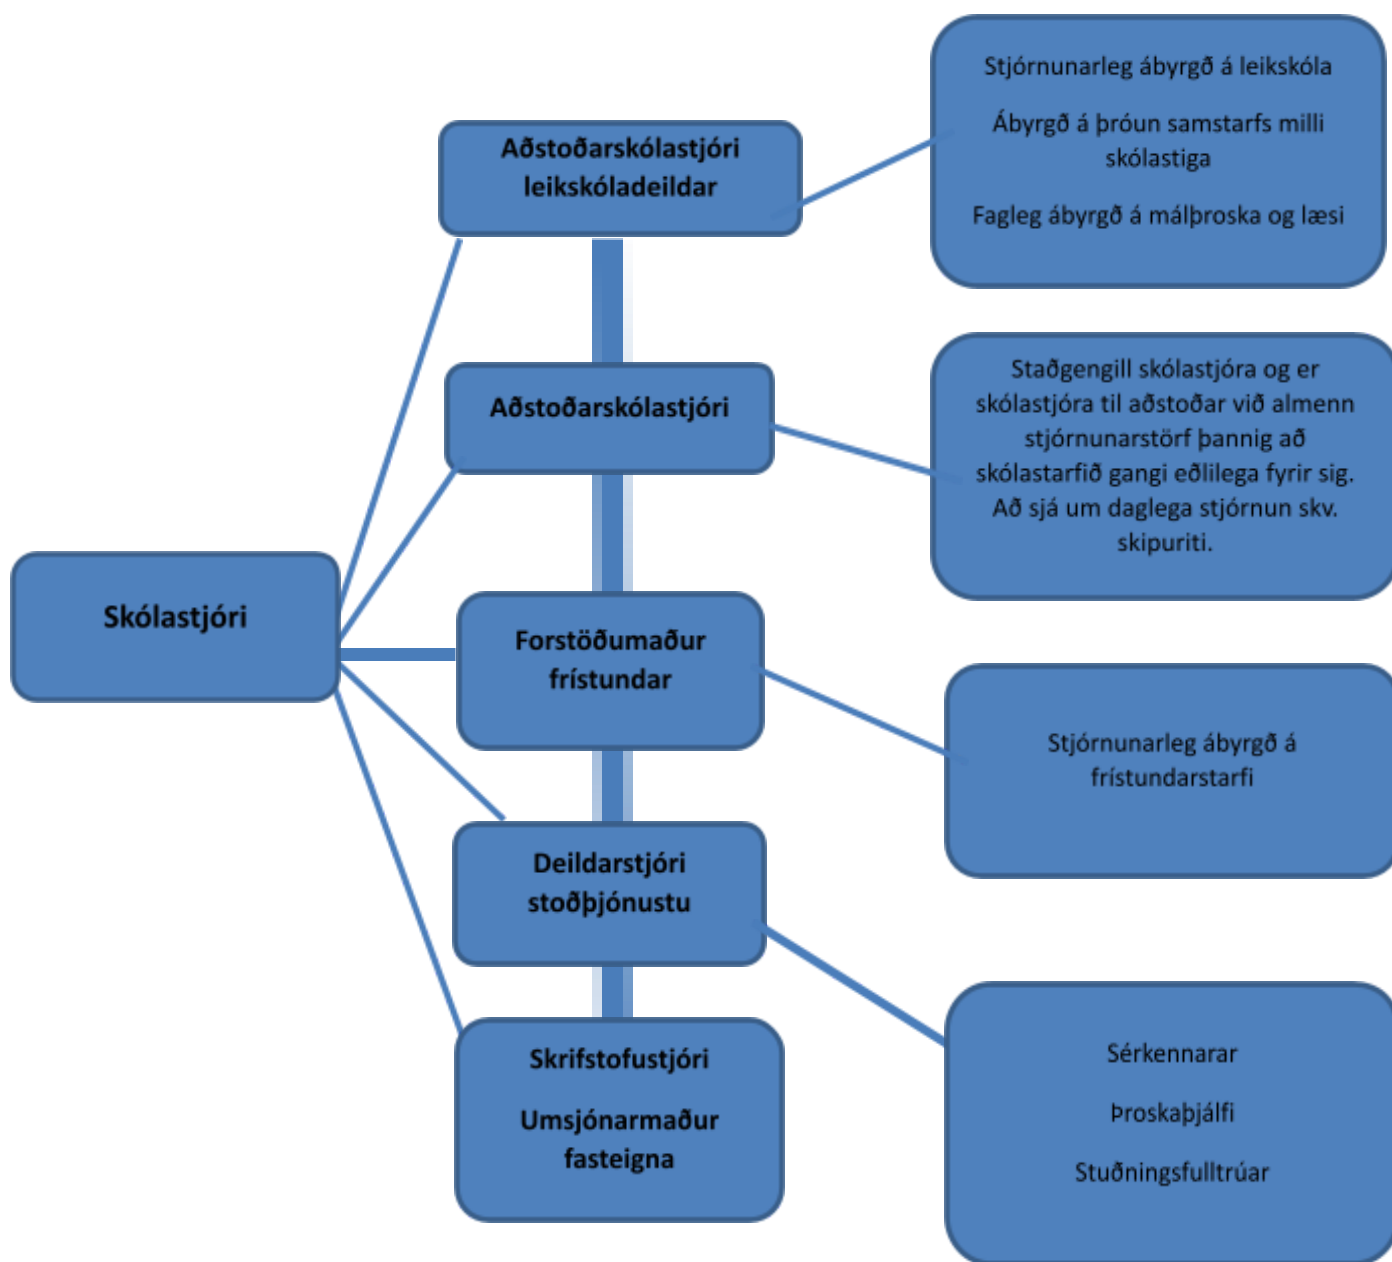 Skólastjóri
Aðstoðarskólastjóri
leikskóladeildar
Stjórnunarleg ábyrgð á leikskóla
Ábyrgð á þróun samstarfs milli
skólastiga
Fagleg ábyrgð á málþroska og læsi
Aðstoðarskólastjóri
Staðgengill skólastjóra og er
skólastjóra til aðstoðar við almenn
stjórnunarstörf þannig að
skólastarfið gangi eðlilega fyrir sig.
Að sjá um daglega stjórnun skv.
skipuriti.
Forstöðumaður
frístundar
Stjórnunarleg ábyrgð á
frístundarstarfi
Deildarstjóri
stoðþjónustu
Sérkennarar
Þroskaþjálfi
Stuðningsfulltrúar
Skrifstofustjóri
Umsjónarmaður
fasteigna